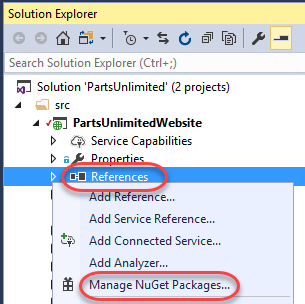 Solution Explorer
Search Solution Explorer (Ctrl+;)
Solution 'PartsUnlimited' (2 projects)
src
PartsUnlimitedWebsite
Service Capabilities
Properties
References
Add Reference...
Add Service Reference...
Add Connected Service...
Add Analyzer...
Manage NuGet Packages...